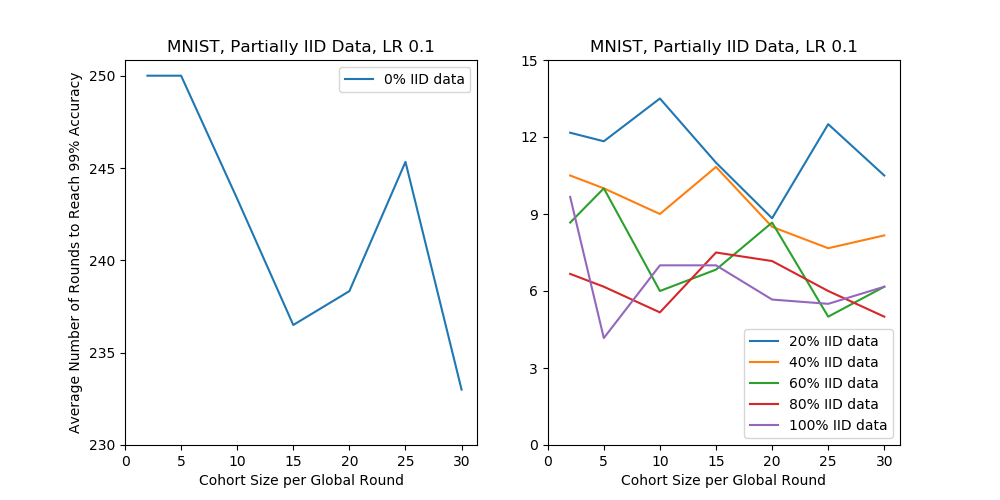 MNIST, Partially IID Data, LR 0.1
0% IID data
Average Number of Rounds to Reach 99% Accuracy
250
245
240
235
230
0 5 10 15 20 25 30
Cohort Size per Global Round
MNIST, Partially IID Data, LR 0.1
15
12
9
6
3
0
20% IID data
40% IID data
60% IID data
80% IID data
100% IID data
0 5 10 15 20 25 30
Cohort Size per Global Round